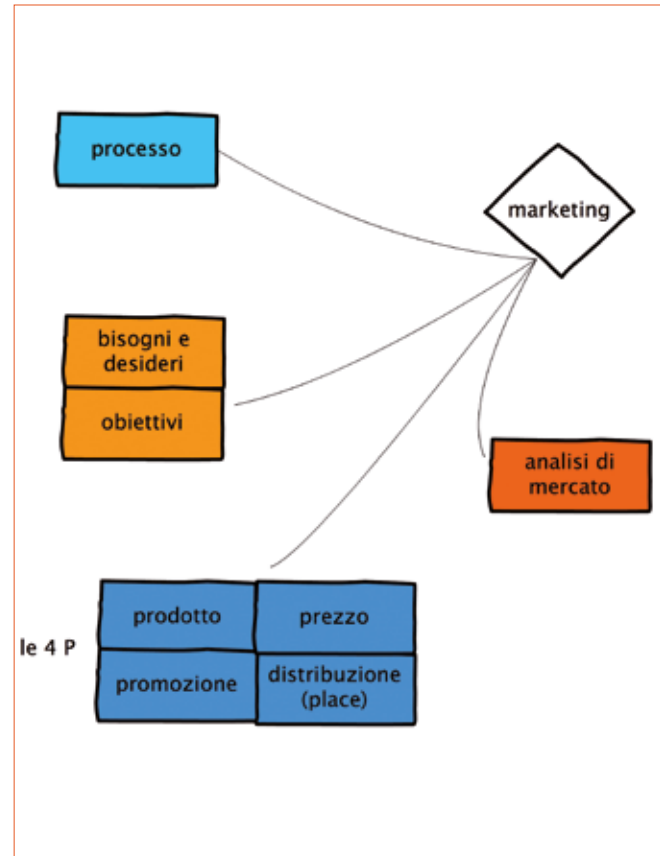 processo
marketing
bisogni e
desideri
obiettivi
analisi di
mercato
le 4 P
prodotto
prezzo
promozione
distribuzione
(place)